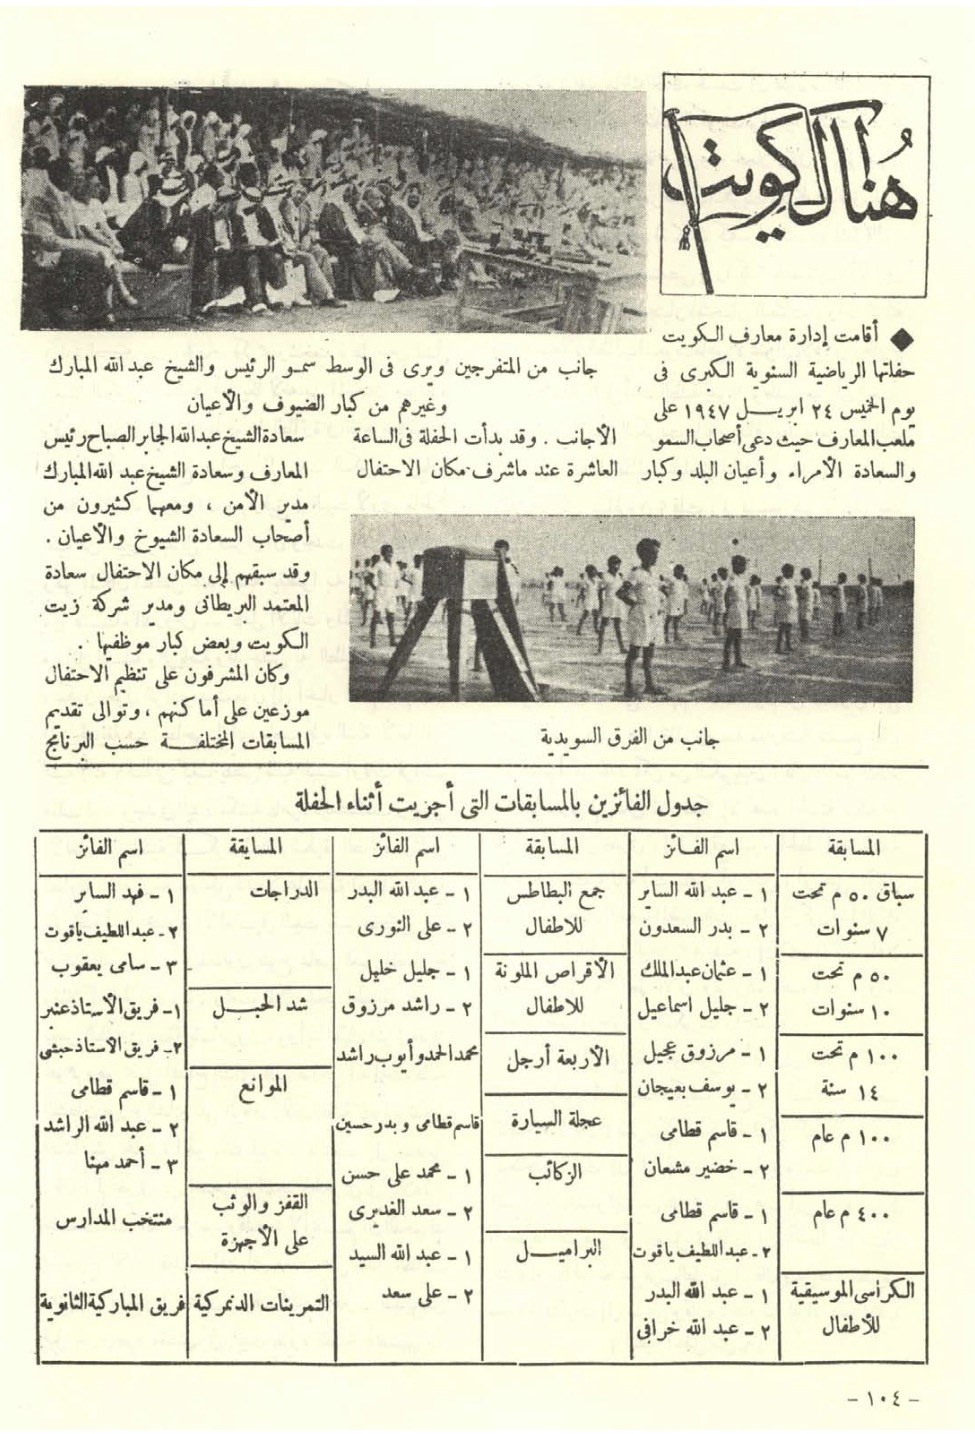 هنا الكويت
جانب من المتفرجين ويرى فى الوسط سمو الرئيس والشيخ عبد الله المبارك
وغيرهم من كبار الضيوف والأعيان
◆ أقامت إدارة معارف الكويت
حفلتها الرياضية السنوية الكبرى فى
يوم الخميس ٢٤ ابريل ١٩٤٧ على
ملعب المعارف حيث دعى أصحاب السمو
والسعادة الأمراء وأعيان البلد وكبار
الأجانب . وقد بدأت الحفلة فى الساعة
العاشرة عند ما شرف مكان الاحتفال
سعادة الشيخ عبد الله الجابر الصباح رئيس
المعارف وسعادة الشيخ عبد الله المبارك
مدير الأمن ، ومعهما كثيرون من
أصحاب السعادة الشيوخ والأعيان .
وقد سبقهم إلى مكان الاحتفال سعادة
المعتمد البريطانى ومدير شركة زيت
الكويت وبعض كبار موظفيها .
وكان المشرفون على تنظيم الاحتفال
موزعين على أماكنهم ، وتوالى تقديم
المسابقات المختلفة حسب البرنامج
جانب من الفرق السويدية
جدول الفائزين بالمسابقات التى أجريت أثناء الحفلة
المسابقة اسم الفائز المسابقة اسم الفائز المسابقة اسم الفائز
سباق ٥٠ م تحت ١ – عبد الله الساير جمع البطاطس ١ – عبد الله البدر الدراجات ١ – فهد الساير
٧ سنوات ٢ – بدر السعدون للاطفال ٢ – على النورى ٢ – عبد اللطيف ياقوت
٥٠ م تحت ١ – عثمان عبد الملك الأقراص الملونة ١ – جليل خليل ٣ – سامى يعقوب
١٠ سنوات ٢ – جليل اسماعيل للاطفال ٢ – راشد مرزوق شد الحبل ١ – فريق الأستاذ عنبر
١٠٠ م تحت ١ – مرزوق عجيل الأربعة أرجل محمد الحمد وأيوب راشد ٢ – فريق الأستاذ حبشى
١٤ سنة ٢ – يوسف بعيجان الموانع ١ – قاسم قطامى
١٠٠ م عام ١ – قاسم قطامى عجلة السيارة قاسم قطامى وبدر حسين ٢ – عبد الله الراشد
٢ – خضير مشعان الزكائب ١ – محمد على حسن ٣ – أحمد مهنا
٤٠٠ م عام ١ – قاسم قطامى ٢ – سعد الغديرى القفز والوثب منتخب المدارس
٢ – عبد اللطيف ياقوت البراميل ١ – عبد الله السيد على الأجهزة
الكراسى الموسيقية ١ – عبد الله البدر ٢ – على سعد التمرينات الدنمركية فريق المباركية الثانوية
للأطفال ٢ – عبد الله خرافى
– ١٠٤ –